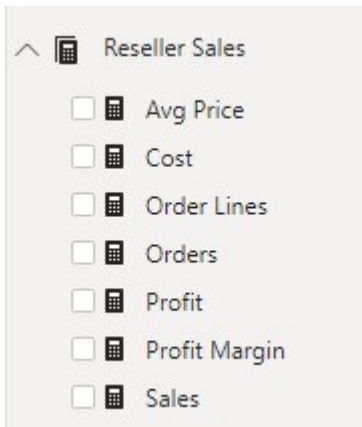 Reseller Sales
Avg Price
Cost
Order Lines
Orders
Profit
Profit Margin
Sales